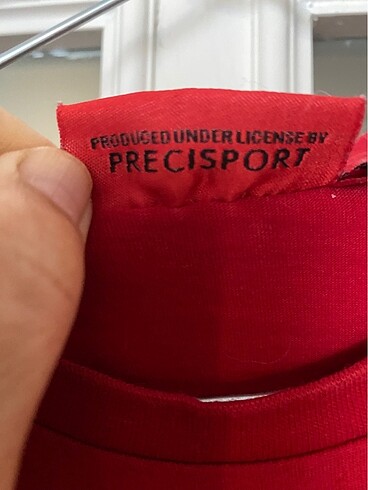 PRODUCED UNDER LICENSE BY
PRECISPORT